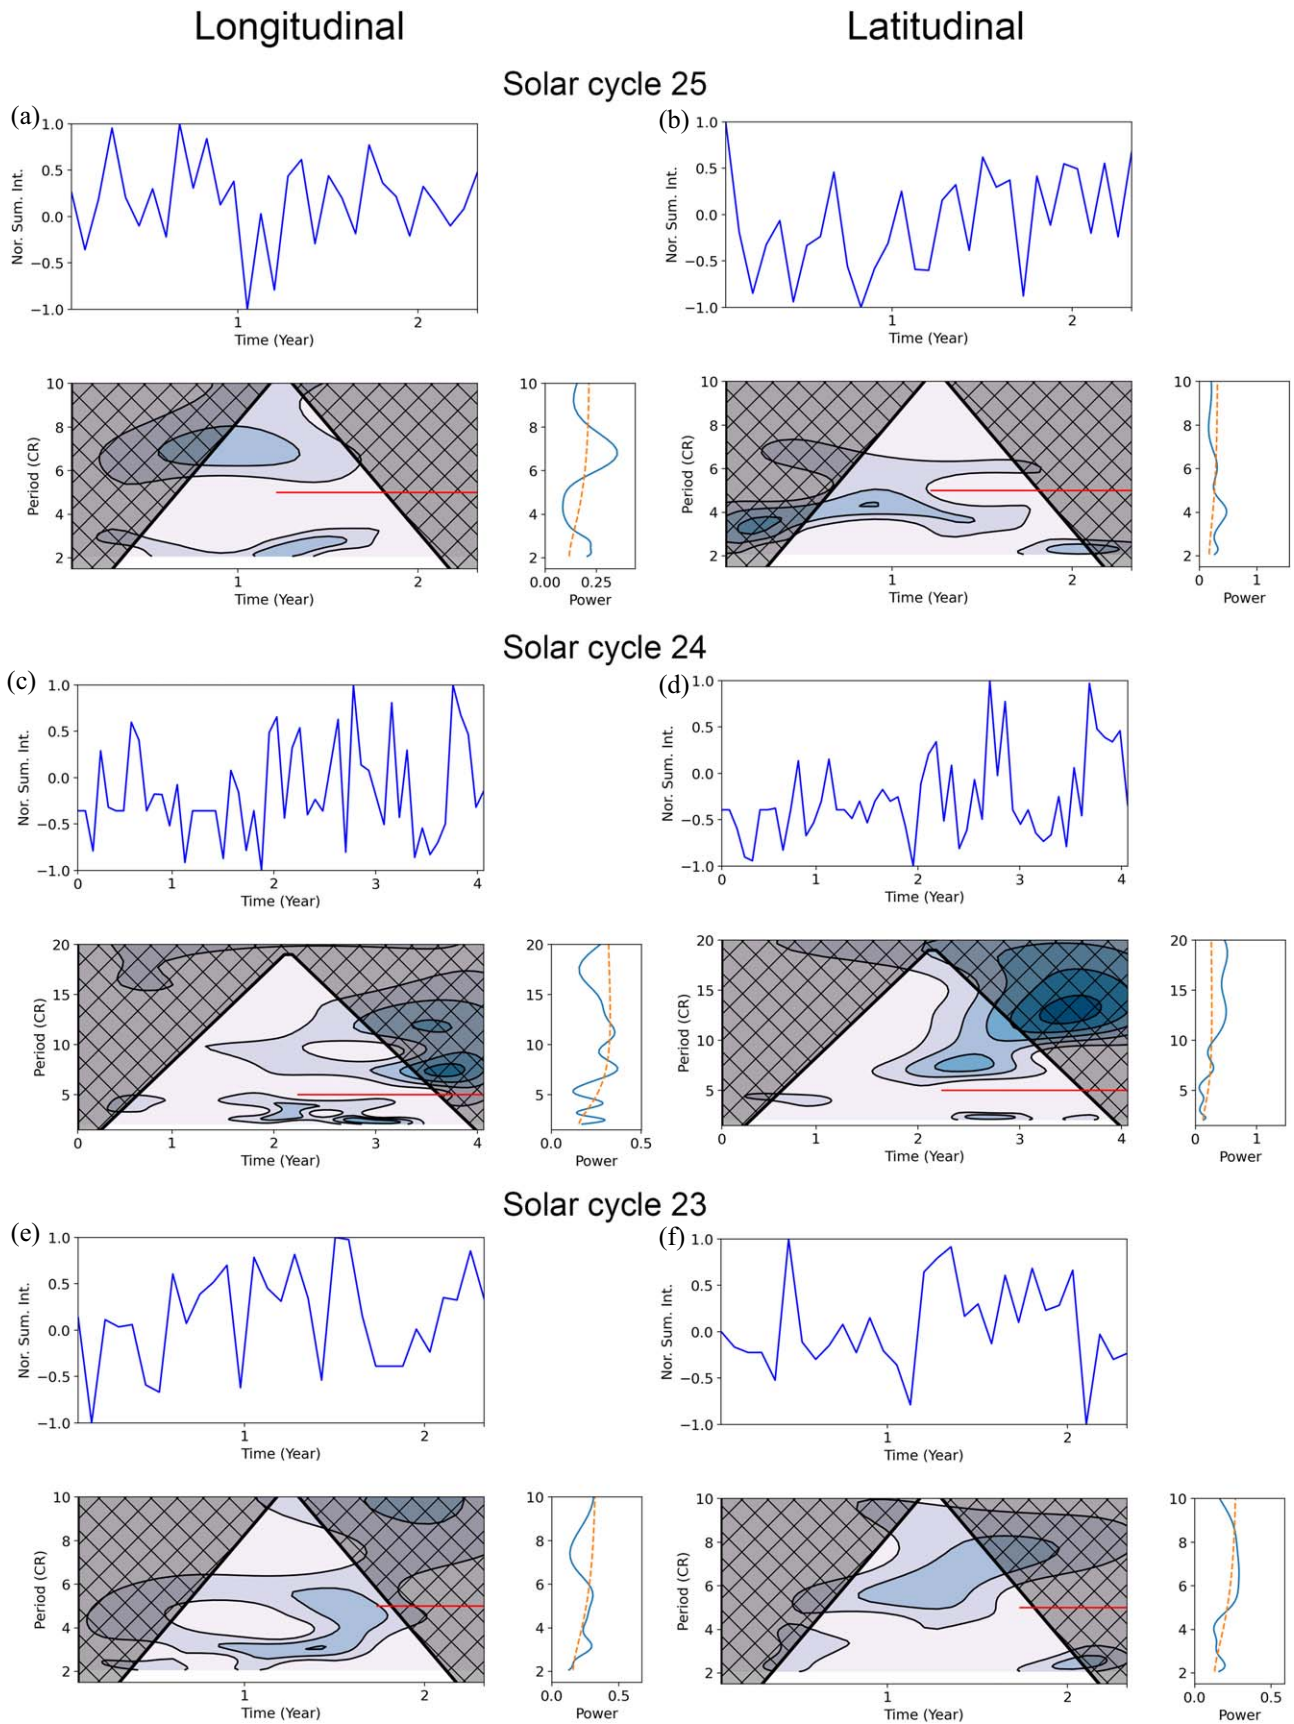 Longitudinal Latitudinal
Solar cycle 25
(a) (b)
1.0 0.5 0.0 −0.5 −1.0
Nor. Sum. Int.
1 2
Time (Year)
1.0 0.5 0.0 −0.5 −1.0
Nor. Sum. Int.
1 2
Time (Year)
10 8 6 4 2
Period (CR)
1 2
Time (Year)
10 8 6 4 2
0.00 0.25
Power
10 8 6 4 2
Period (CR)
1 2
Time (Year)
10 8 6 4 2
0 1
Power
Solar cycle 24
(c) (d)
1.0 0.5 0.0 −0.5 −1.0
Nor. Sum. Int.
0 1 2 3 4
Time (Year)
1.0 0.5 0.0 −0.5 −1.0
Nor. Sum. Int.
0 1 2 3 4
Time (Year)
20 15 10 5
Period (CR)
0 1 2 3 4
Time (Year)
20 15 10 5
0.0 0.5
Power
20 15 10 5
Period (CR)
0 1 2 3 4
Time (Year)
20 15 10 5
0 1
Power
Solar cycle 23
(e) (f)
1.0 0.5 0.0 −0.5 −1.0
Nor. Sum. Int.
1 2
Time (Year)
1.0 0.5 0.0 −0.5 −1.0
Nor. Sum. Int.
1 2
Time (Year)
10 8 6 4 2
Period (CR)
1 2
Time (Year)
10 8 6 4 2
0.0 0.5
Power
10 8 6 4 2
Period (CR)
1 2
Time (Year)
10 8 6 4 2
0.0 0.5
Power